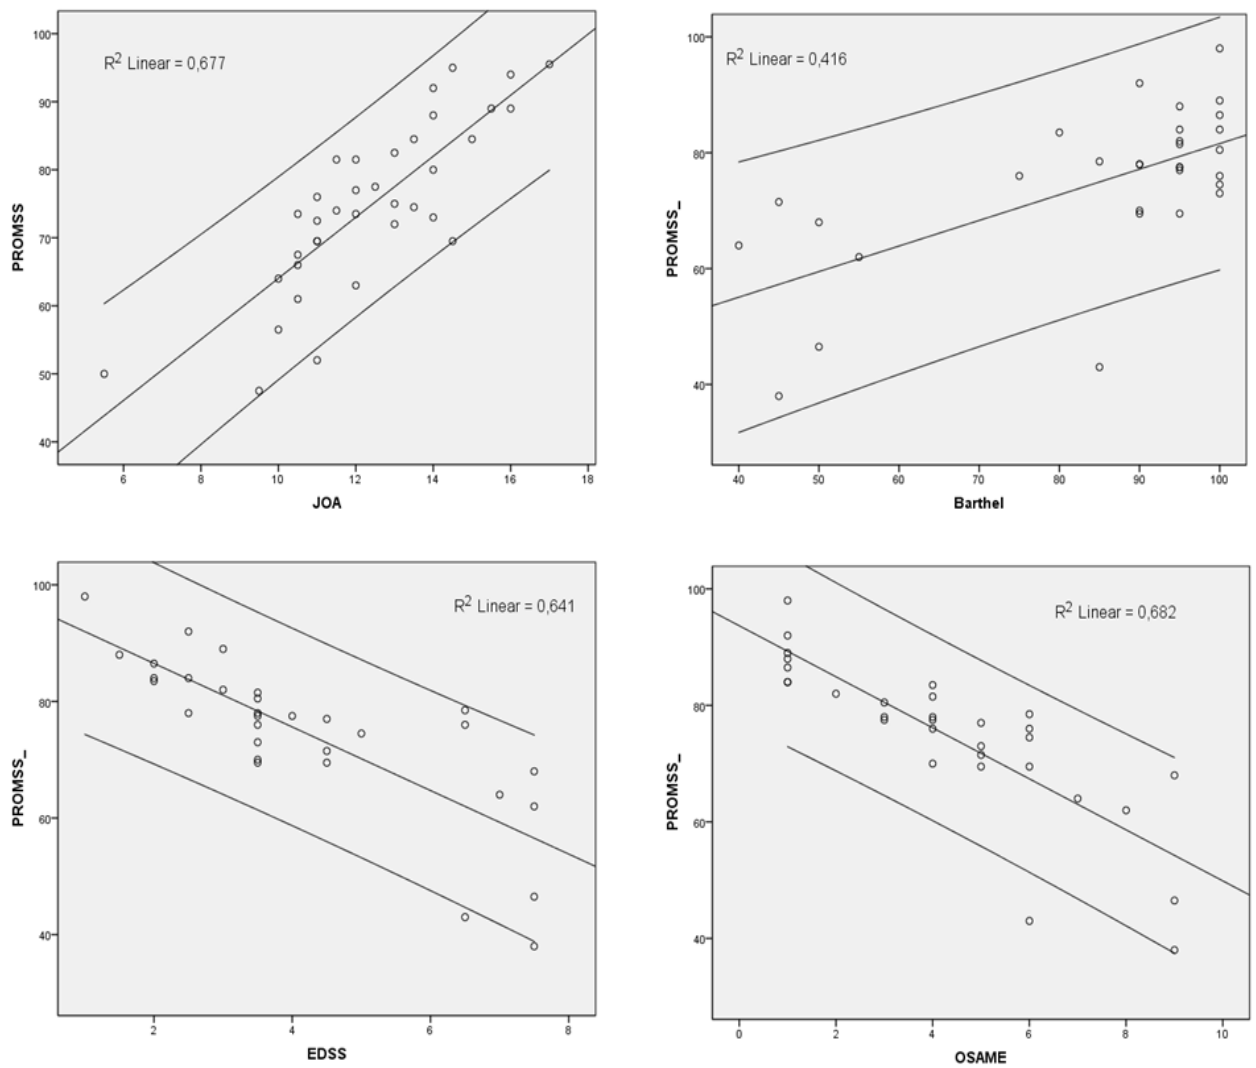 R² Linear = 0,677
100
90
80
70
60
50
40
PROMSS
6 8 10 12 14 16 18
JOA
R² Linear = 0,416
100
80
60
40
PROMSS_
40 50 60 70 80 90 100
Barthel
R² Linear = 0,641
100
80
60
40
PROMSS_
2 4 6 8
EDSS
R² Linear = 0,682
100
80
60
40
PROMSS_
0 2 4 6 8 10
OSAME